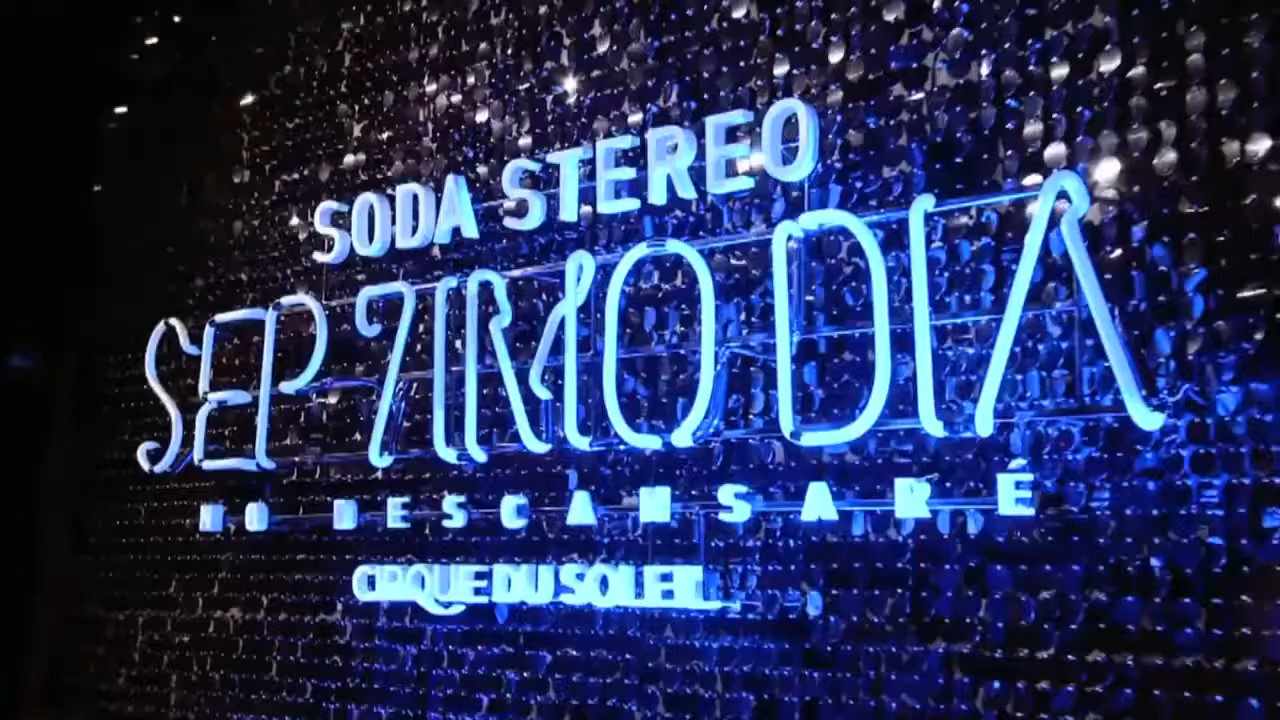 SODA STEREO
SEP7IMO DIA
NO DESCANSARÉ
CIRQUE DU SOLEIL